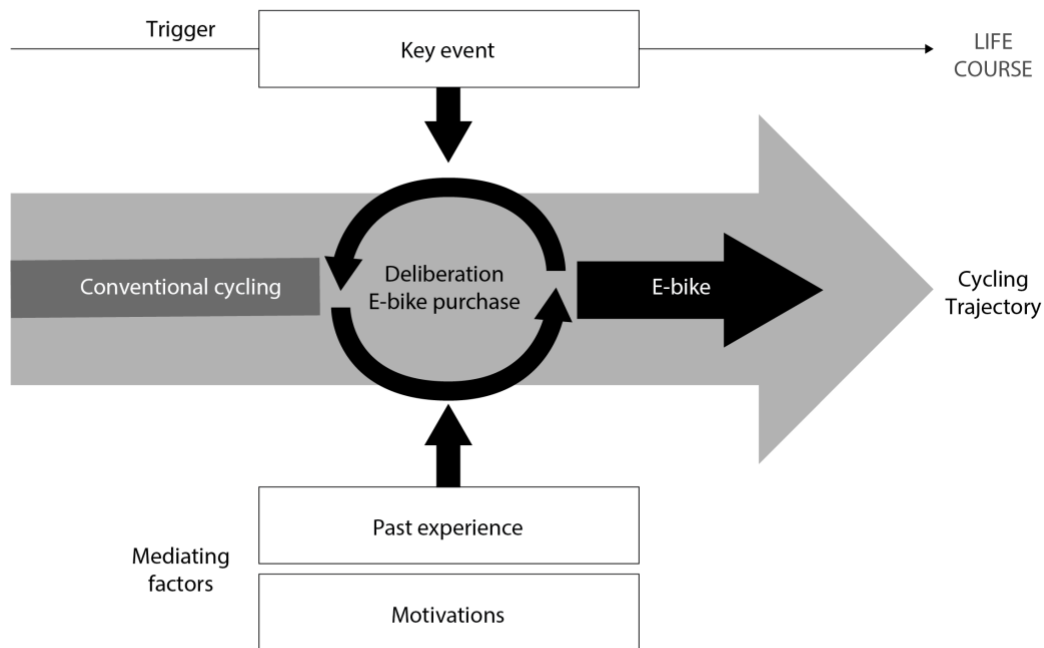 Trigger
Key event
LIFE
COURSE
Conventional cycling
Deliberation
E-bike purchase
E-bike
Cycling
Trajectory
Past experience
Mediating
factors
Motivations